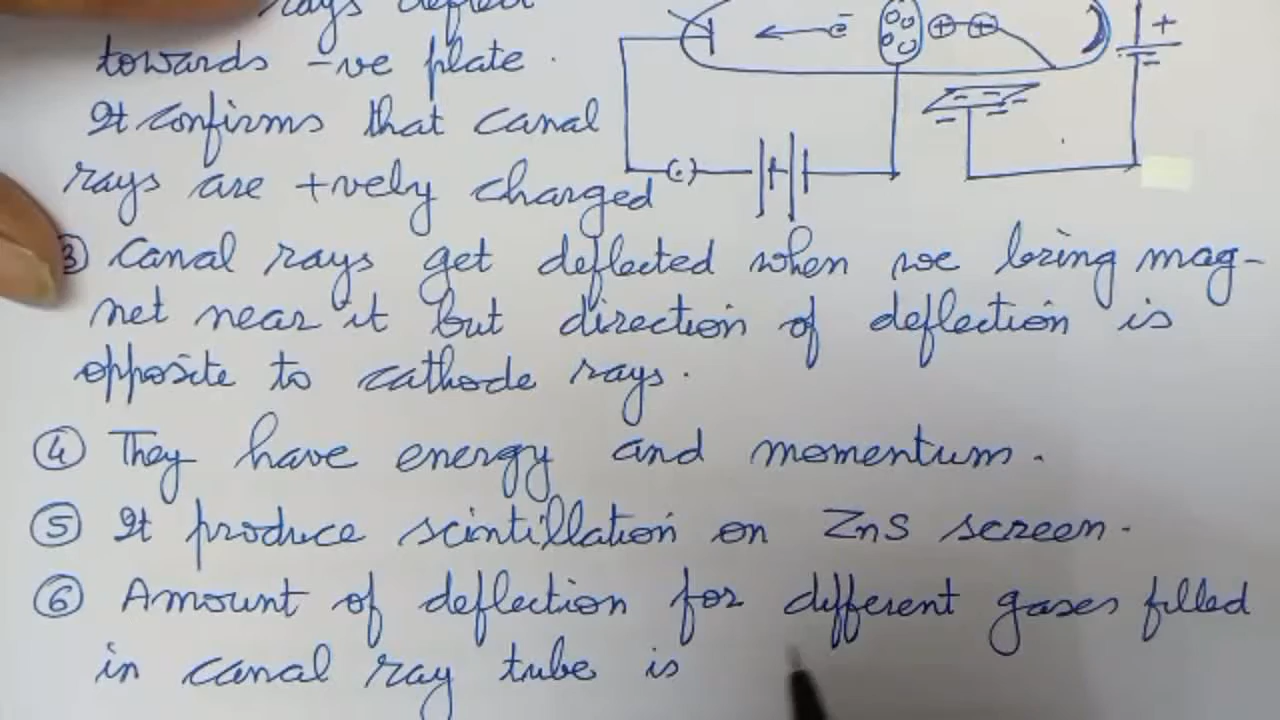 rays deflect
towards -ve plate.
It confirms that canal
rays are +vely charged
③ Canal rays get deflected when we bring mag-
net near it but direction of deflection is
opposite to cathode rays.
④ They have energy and momentum.
⑤ It produce scintillation on ZnS screen.
⑥ Amount of deflection for different gases filled
in canal ray tube is